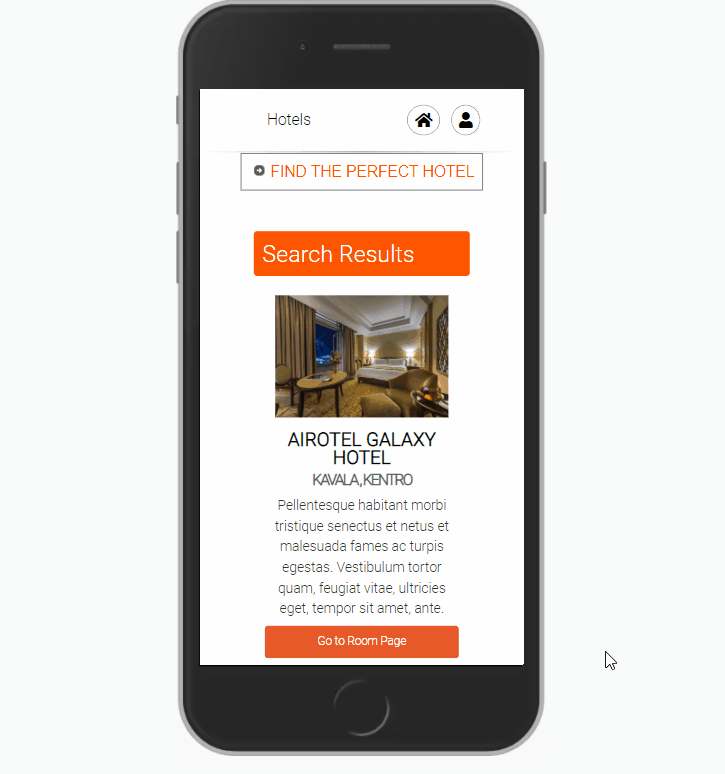 Hotels
FIND THE PERFECT HOTEL
Search Results
AIROTEL GALAXY
HOTEL
KAVALA, KENTRO
Pellentesque habitant morbi
tristique senectus et netus et
malesuada fames ac turpis
egestas. Vestibulum tortor
quam, feugiat vitae, ultricies
eget, tempor sit amet, ante.
Go to Room Page